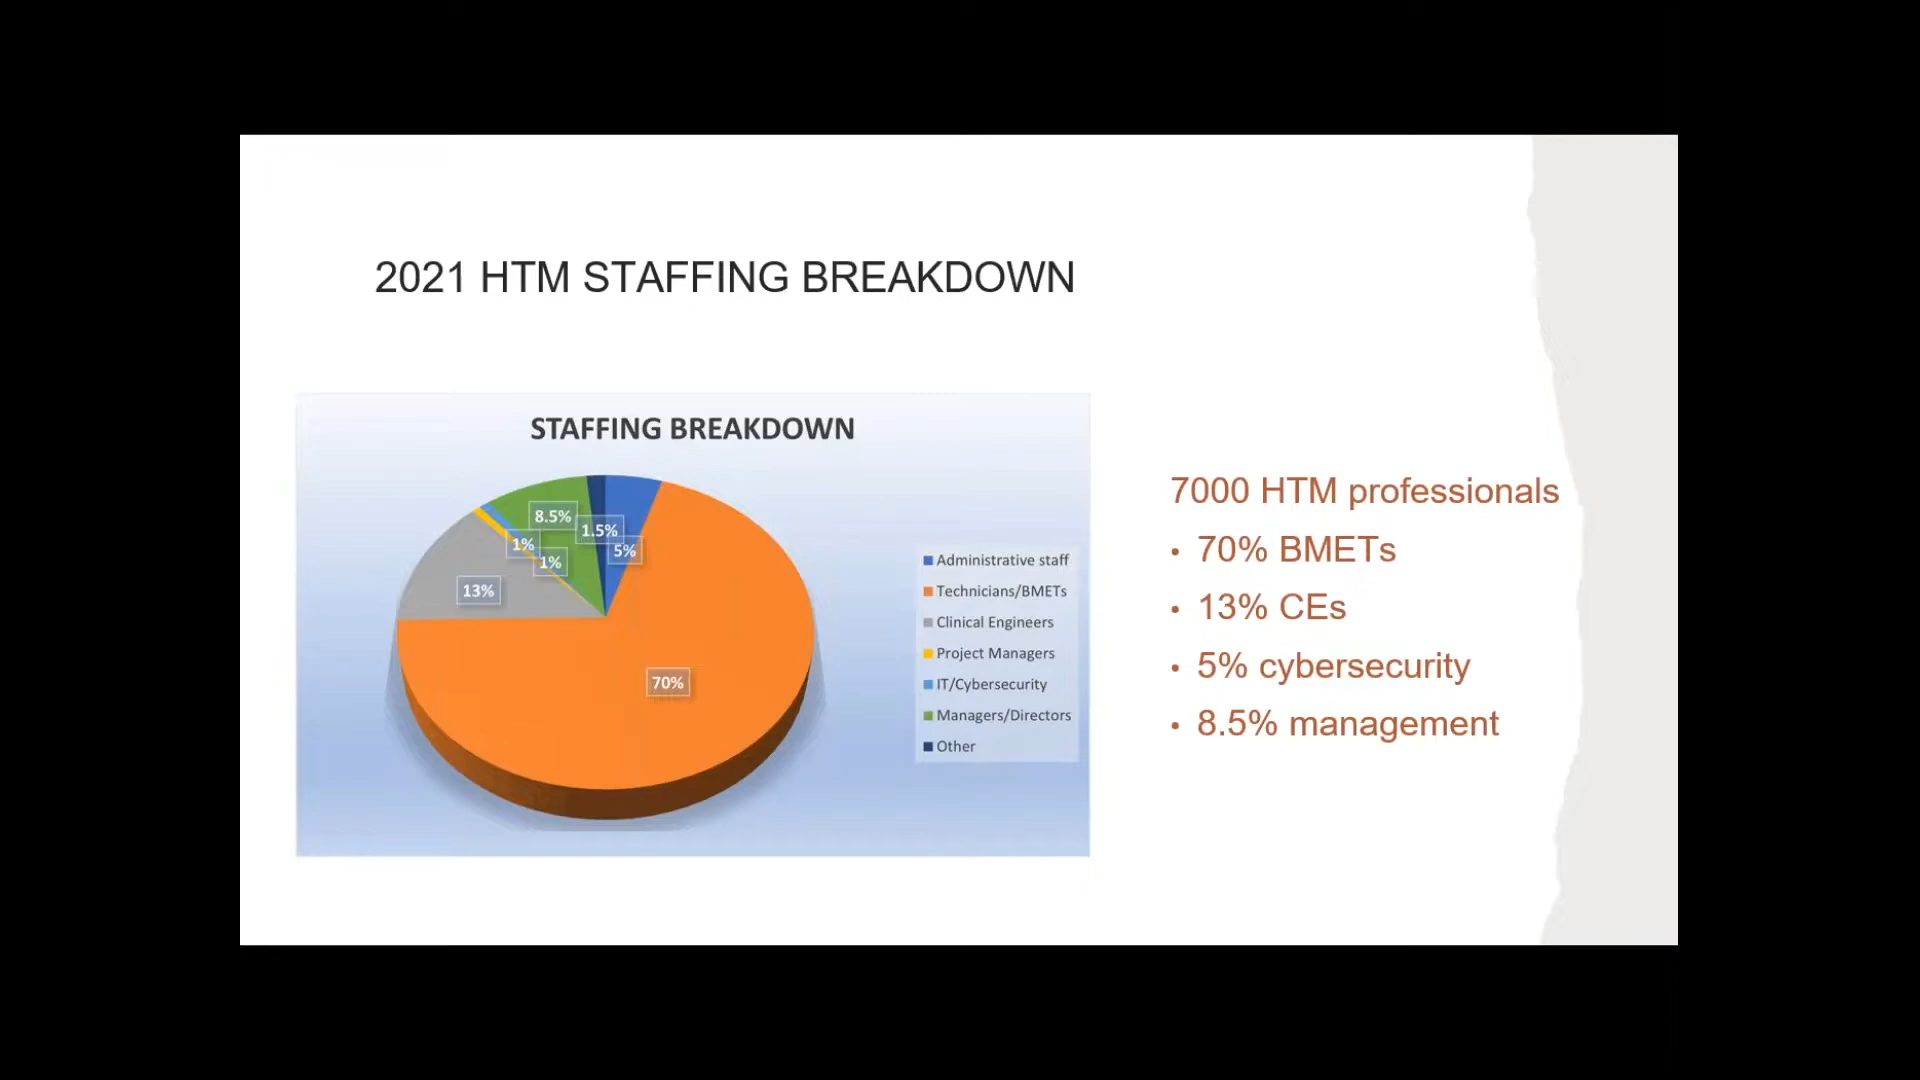 2021 HTM STAFFING BREAKDOWN
STAFFING BREAKDOWN
8.5%
1.5%
1%
5%
1%
13%
70%
Administrative staff
Technicians/BMETs
Clinical Engineers
Project Managers
IT/Cybersecurity
Managers/Directors
Other
7000 HTM professionals
• 70% BMETs
• 13% CEs
• 5% cybersecurity
• 8.5% management